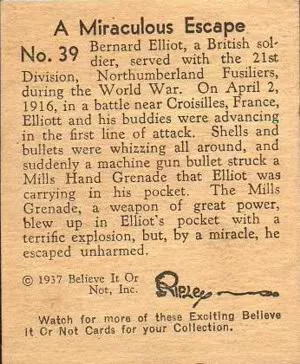 A Miraculous Escape
No. 39 Bernard Elliot, a British sol-
dier, served with the 21st
Division, Northumberland Fusiliers,
during the World War. On April 2,
1916, in a battle near Croisilles, France,
Elliott and his buddies were advancing
in the first line of attack. Shells and
bullets were whizzing all around, and
suddenly a machine gun bullet struck a
Mills Hand Grenade that Elliot was
carrying in his pocket. The Mills
Grenade, a weapon of great power,
blew up in Elliot's pocket with a
terrific explosion, but, by a miracle, he
escaped unharmed.
© 1937 Believe It Or
Not, Inc.
Ripley
Watch for more of these Exciting Believe
It Or Not Cards for your Collection.